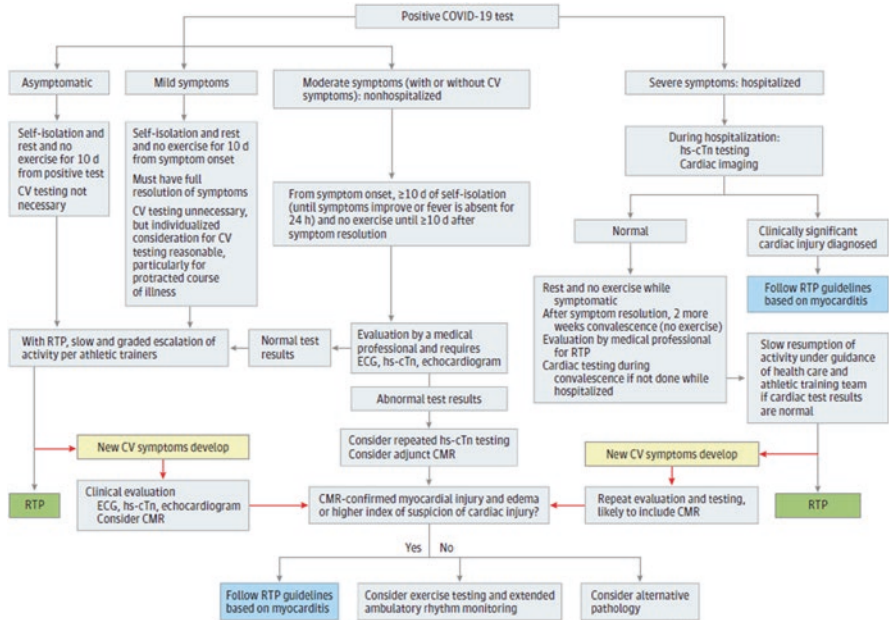 Positive COVID-19 test
Asymptomatic
Mild symptoms
Moderate symptoms (with or without CV
symptoms): nonhospitalized
Severe symptoms: hospitalized
Self-isolation and
rest and no
exercise for 10 d
from positive test
CV testing not
necessary
Self-isolation and rest
and no exercise for 10 d
from symptom onset
Must have full
resolution of symptoms
CV testing unnecessary,
but individualized
consideration for CV
testing reasonable,
particularly for
protracted course
of illness
From symptom onset, ≥10 d of self-isolation
(until symptoms improve or fever is absent for
24 h) and no exercise until ≥10 d after
symptom resolution
During hospitalization:
hs-cTn testing
Cardiac imaging
Normal
Clinically significant
cardiac injury diagnosed
Rest and no exercise while
symptomatic
After symptom resolution, 2 more
weeks convalescence (no exercise)
Evaluation by medical professional
for RTP
Cardiac testing during
convalescence if not done while
hospitalized
Follow RTP guidelines
based on myocarditis
With RTP, slow and graded escalation of
activity per athletic trainers
Normal test
results
Evaluation by a medical
professional and requires
ECG, hs-cTn, echocardiogram
Slow resumption of
activity under guidance
of health care and
athletic training team
if cardiac test results
are normal
Abnormal test results
Consider repeated hs-cTn testing
Consider adjunct CMR
New CV symptoms develop
New CV symptoms develop
RTP
Clinical evaluation
ECG, hs-cTn, echocardiogram
Consider CMR
CMR-confirmed myocardial injury and edema
or higher index of suspicion of cardiac injury?
Repeat evaluation and testing,
likely to include CMR
RTP
Yes
No
Follow RTP guidelines
based on myocarditis
Consider exercise testing and extended
ambulatory rhythm monitoring
Consider alternative
pathology